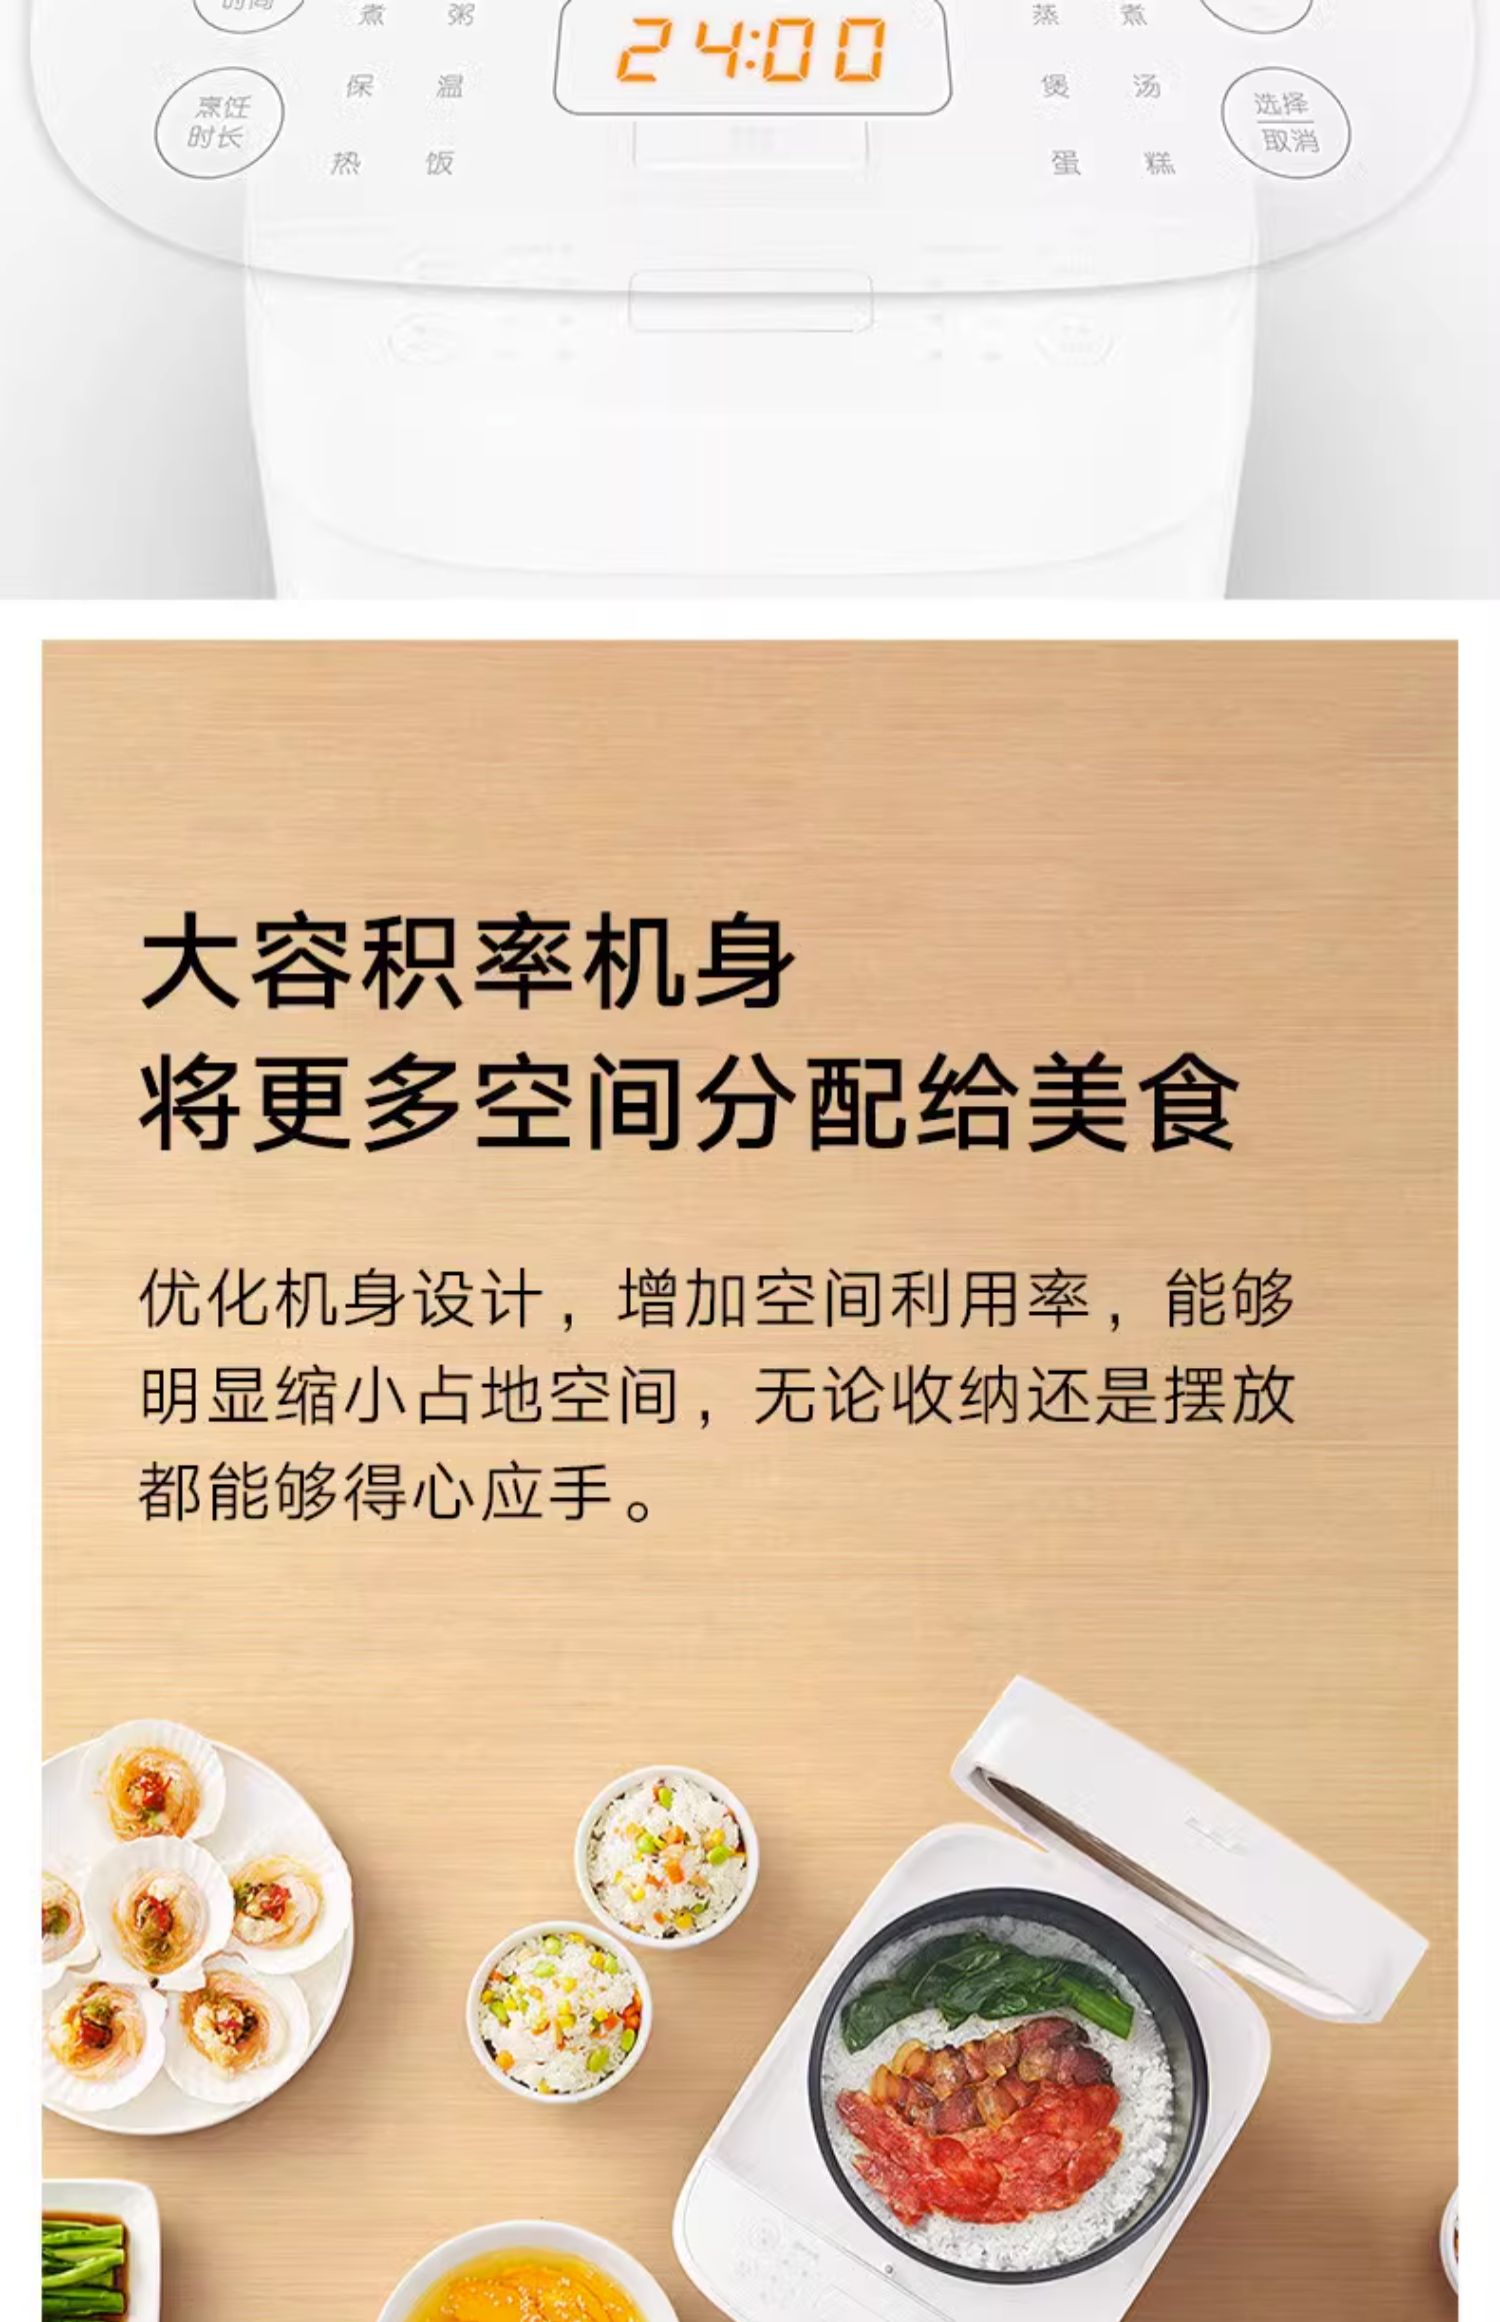 煮 粥
24:00
蒸 煮
保 温
煲 汤
烹饪
时长
选择
取消
热 饭
蛋 糕
大容积率机身
将更多空间分配给美食
优化机身设计，增加空间利用率，能够
明显缩小占地空间，无论收纳还是摆放
都能够得心应手。